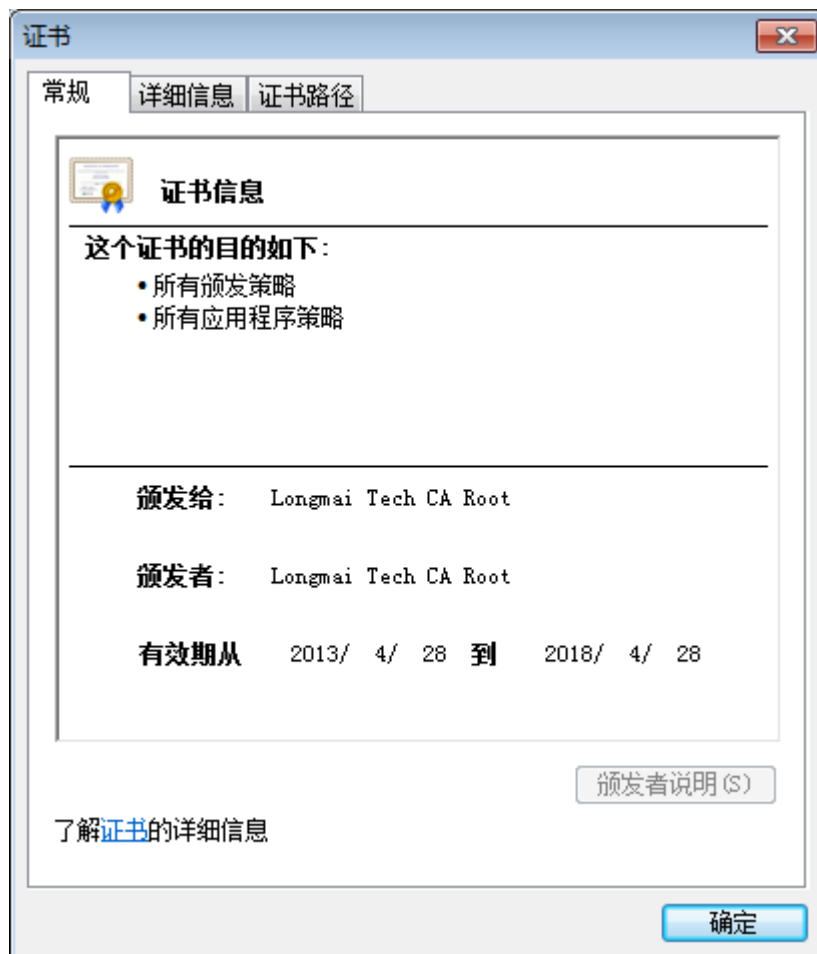 证书
常规 详细信息 证书路径
证书信息
这个证书的目的如下:
•所有颁发策略
•所有应用程序策略
颁发给: Longmai Tech CA Root
颁发者: Longmai Tech CA Root
有效期从 2013/ 4/ 28 到 2018/ 4/ 28
颁发者说明(S)
了解证书的详细信息
确定